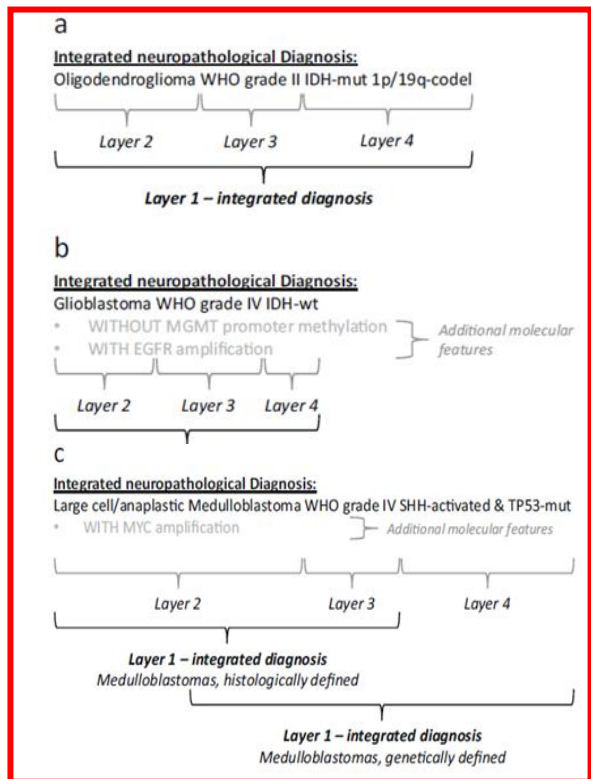 a
Integrated neuropathological Diagnosis:
Oligodendroglioma WHO grade II IDH-mut 1p/19q-codel
Layer 2 Layer 3 Layer 4
Layer 1 – integrated diagnosis
b
Integrated neuropathological Diagnosis:
Glioblastoma WHO grade IV IDH-wt
• WITHOUT MGMT promoter methylation
• WITH EGFR amplification
Additional molecular
features
Layer 2 Layer 3 Layer 4
c
Integrated neuropathological Diagnosis:
Large cell/anaplastic Medulloblastoma WHO grade IV SHH-activated & TP53-mut
• WITH MYC amplification Additional molecular features
Layer 2 Layer 3 Layer 4
Layer 1 – integrated diagnosis
Medulloblastomas, histologically defined
Layer 1 – integrated diagnosis
Medulloblastomas, genetically defined